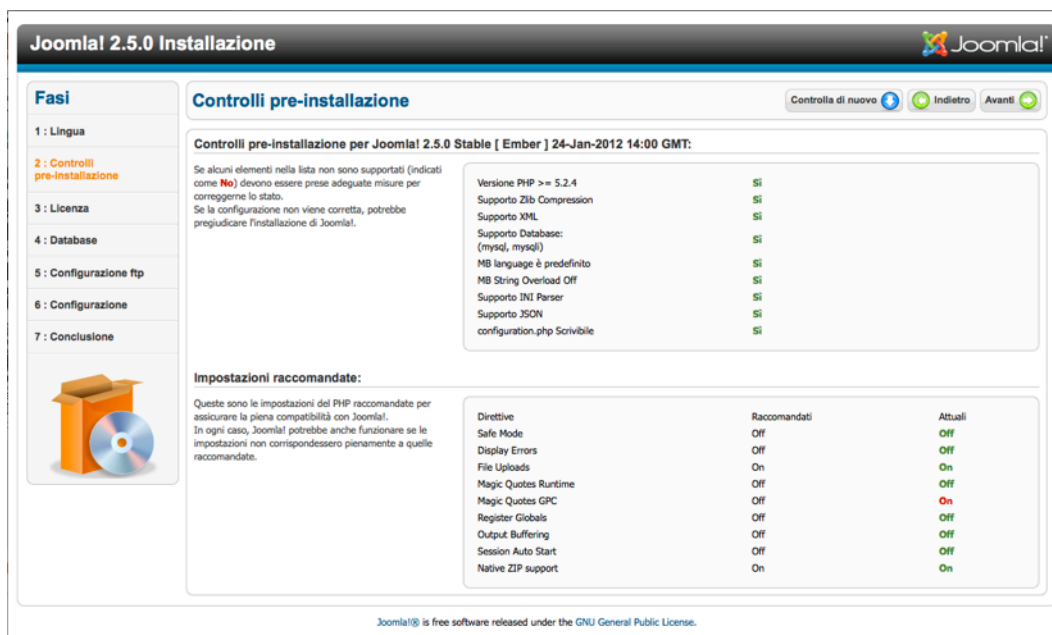 Joomla! 2.5.0 Installazione
Joomla!
Fasi
1 : Lingua
2 : Controlli
pre-installazione
3 : Licenza
4 : Database
5 : Configurazione ftp
6 : Configurazione
7 : Conclusione
Controlli pre-installazione
Controlla di nuovo
Indietro
Avanti
Controlli pre-installazione per Joomla! 2.5.0 Stable [ Ember ] 24-Jan-2012 14:00 GMT:
Se alcuni elementi nella lista non sono supportati (indicati
come No) devono essere prese adeguate misure per
correggerne lo stato.
Se la configurazione non viene corretta, potrebbe
pregiudicare l'installazione di Joomla!.
Versione PHP >= 5.2.4 Sì
Supporto Zlib Compression Sì
Supporto XML Sì
Supporto Database:
(mysql, mysqli) Sì
MB language è predefinito Sì
MB String Overload Off Sì
Supporto INI Parser Sì
Supporto JSON Sì
configuration.php Scrivibile Sì
Impostazioni raccomandate:
Queste sono le impostazioni del PHP raccomandate per
assicurare la piena compatibilità con Joomla!.
In ogni caso, Joomla! potrebbe anche funzionare se le
impostazioni non corrispondessero pienamente a quelle
raccomandate.
Direttive Raccomandati Attuali
Safe Mode Off Off
Display Errors Off Off
File Uploads On On
Magic Quotes Runtime Off Off
Magic Quotes GPC Off On
Register Globals Off Off
Output Buffering Off Off
Session Auto Start Off Off
Native ZIP support On On
Joomla!® is free software released under the GNU General Public License.